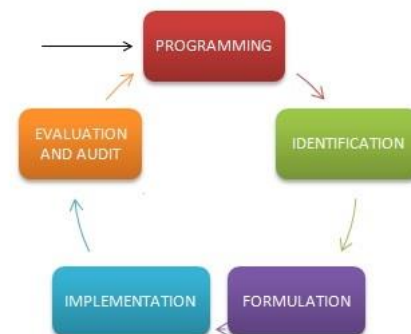 PROGRAMMING
IDENTIFICATION
FORMULATION
IMPLEMENTATION
EVALUATION
AND AUDIT